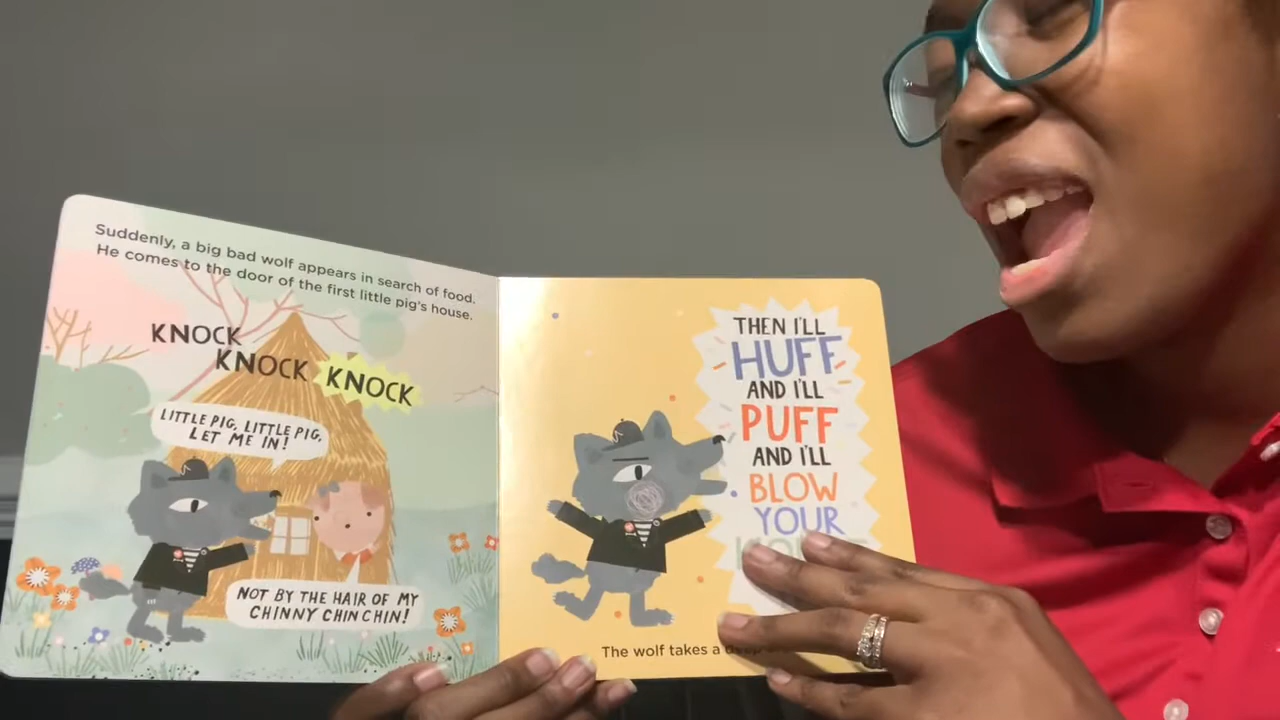 Suddenly, a big bad wolf appears in search of food.
He comes to the door of the first little pig's house.
KNOCK
KNOCK
KNOCK
LITTLE PIG, LITTLE PIG,
LET ME IN!
NOT BY THE HAIR OF MY
CHINNY CHIN CHIN!
THEN I'LL
HUFF
AND I'LL
PUFF
AND I'LL
BLOW
YOUR
The wolf takes a deep